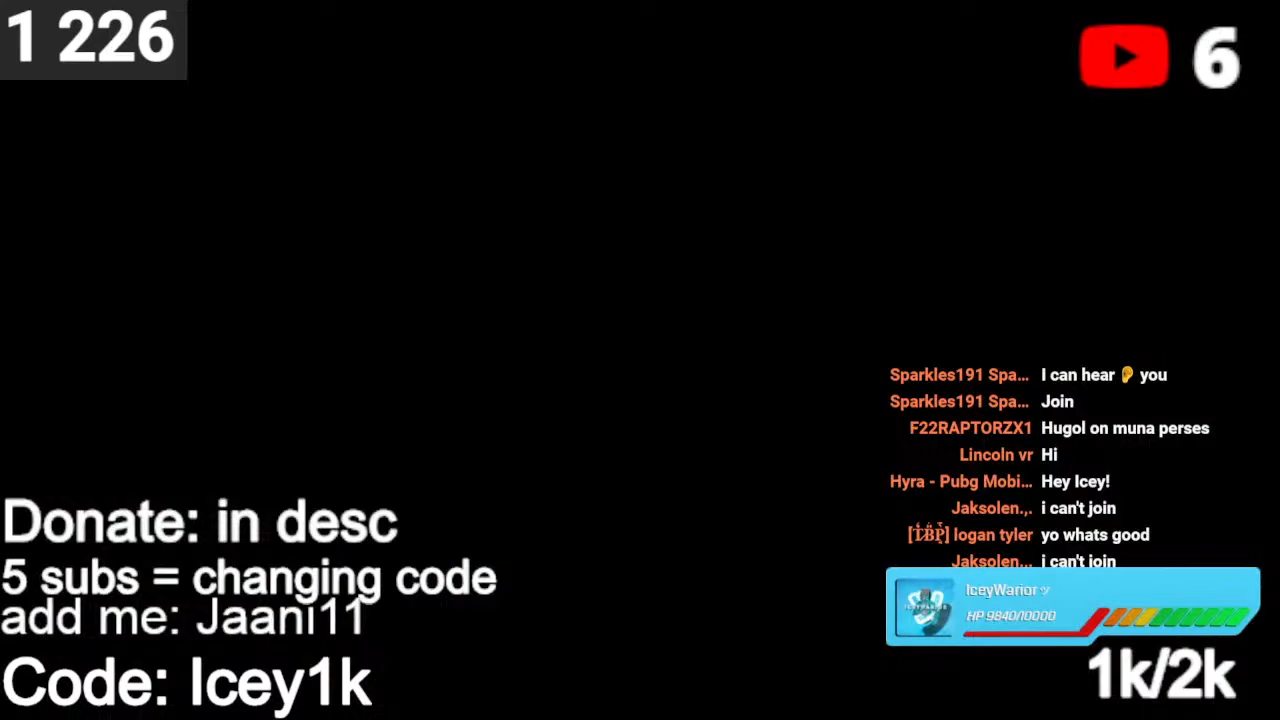 1 226
6
Sparkles191 Spa... I can hear 👂 you
Sparkles191 Spa... Join
F22RAPTORZX1 Hugol on muna perses
Lincoln vr Hi
Hyra - Pubg Mobi... Hey Icey!
Jaksolen.,. i can't join
[TBP] logan tyler yo whats good
Jaksolen... i can't join
IceyWarior
HP 9840/10000
1k/2k
Donate: in desc
5 subs = changing code
add me: Jaani11
Code: Icey1k